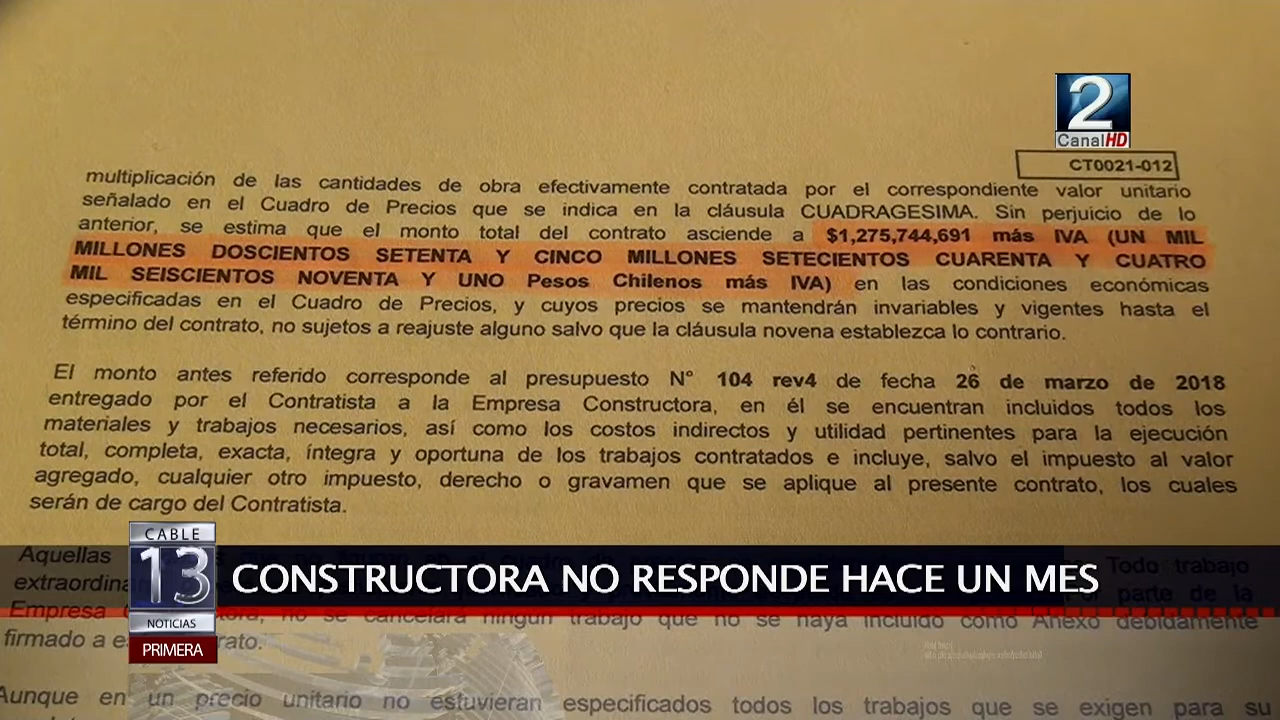 2
CanalHD
CT0021-012
multiplicación de las cantidades de obra efectivamente contratada por el correspondiente valor unitario
señalado en el Cuadro de Precios que se indica en la cláusula CUADRAGESIMA. Sin perjuicio de lo
anterior, se estima que el monto total del contrato asciende a $1,275,744,691 más IVA (UN MIL
MILLONES DOSCIENTOS SETENTA Y CINCO MILLONES SETECIENTOS CUARENTA Y CUATRO
MIL SEISCIENTOS NOVENTA Y UNO Pesos Chilenos más IVA) en las condiciones económicas
especificadas en el Cuadro de Precios, y cuyos precios se mantendrán invariables y vigentes hasta el
término del contrato, no sujetos a reajuste alguno salvo que la cláusula novena establezca lo contrario.
El monto antes referido corresponde al presupuesto N° 104 rev4 de fecha 26 de marzo de 2018
entregado por el Contratista a la Empresa Constructora, en él se encuentran incluidos todos los
materiales y trabajos necesarios, así como los costos indirectos y utilidad pertinentes para la ejecución
total, completa, exacta, íntegra y oportuna de los trabajos contratados e incluye, salvo el impuesto al valor
agregado, cualquier otro impuesto, derecho o gravamen que se aplique al presente contrato, los cuales
serán de cargo del Contratista.
Aquellas Todo trabajo
parte de la
Empresa no se cancelará ningún trabajo que no se haya incluido como Anexo debidamente
firmado a
CABLE
13
NOTICIAS
PRIMERA
CONSTRUCTORA NO RESPONDE HACE UN MES
Aunque en un precio unitario no estuvieran especificados todos los trabajos que se exigen para su